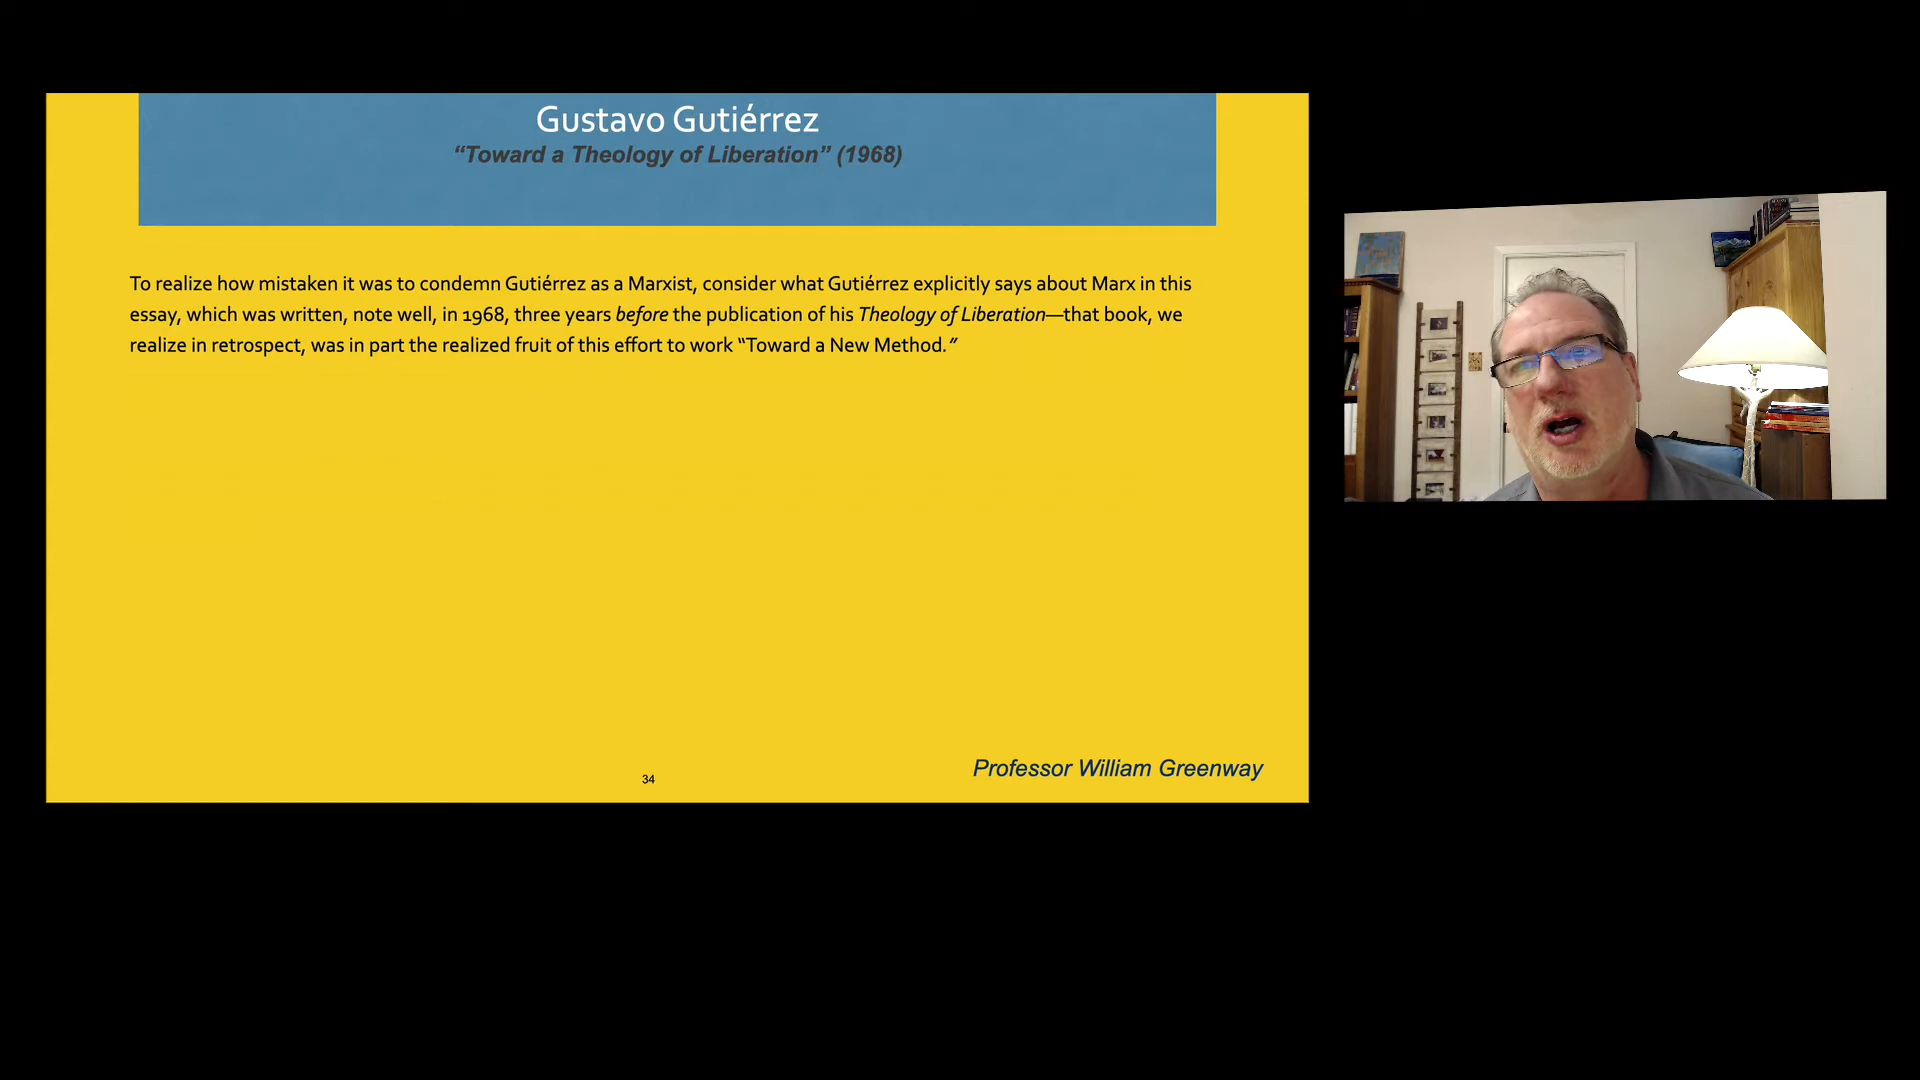 Gustavo Gutiérrez
“Toward a Theology of Liberation” (1968)
To realize how mistaken it was to condemn Gutiérrez as a Marxist, consider what Gutiérrez explicitly says about Marx in this
essay, which was written, note well, in 1968, three years before the publication of his Theology of Liberation—that book, we
realize in retrospect, was in part the realized fruit of this effort to work “Toward a New Method.”
34
Professor William Greenway